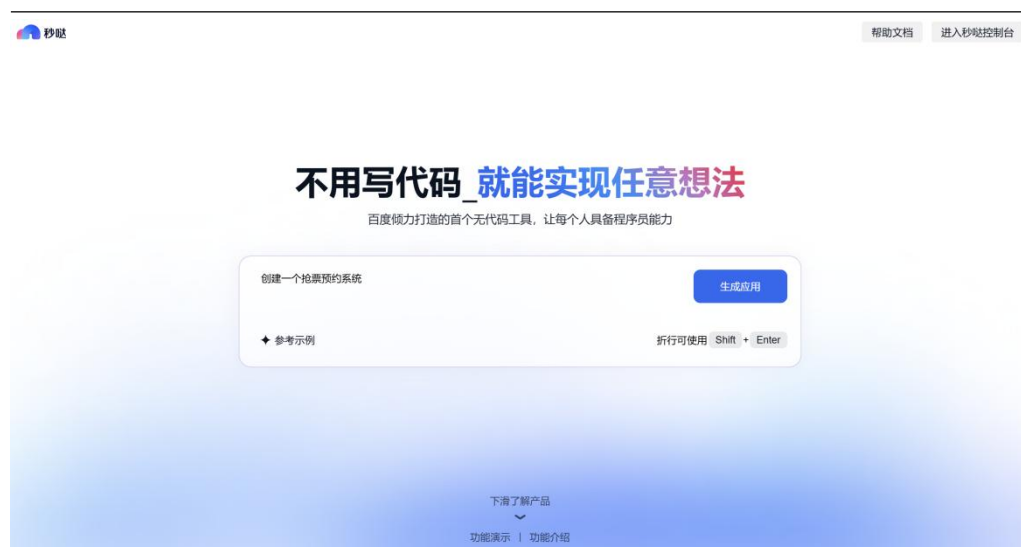 秒哒
帮助文档 进入秒哒控制台
不用写代码_就能实现任意想法
百度倾力打造的首个无代码工具，让每个人具备程序员能力
创建一个抢票预约系统
生成应用
参考示例
折行可使用 Shift + Enter
下滑了解产品
功能演示 | 功能介绍